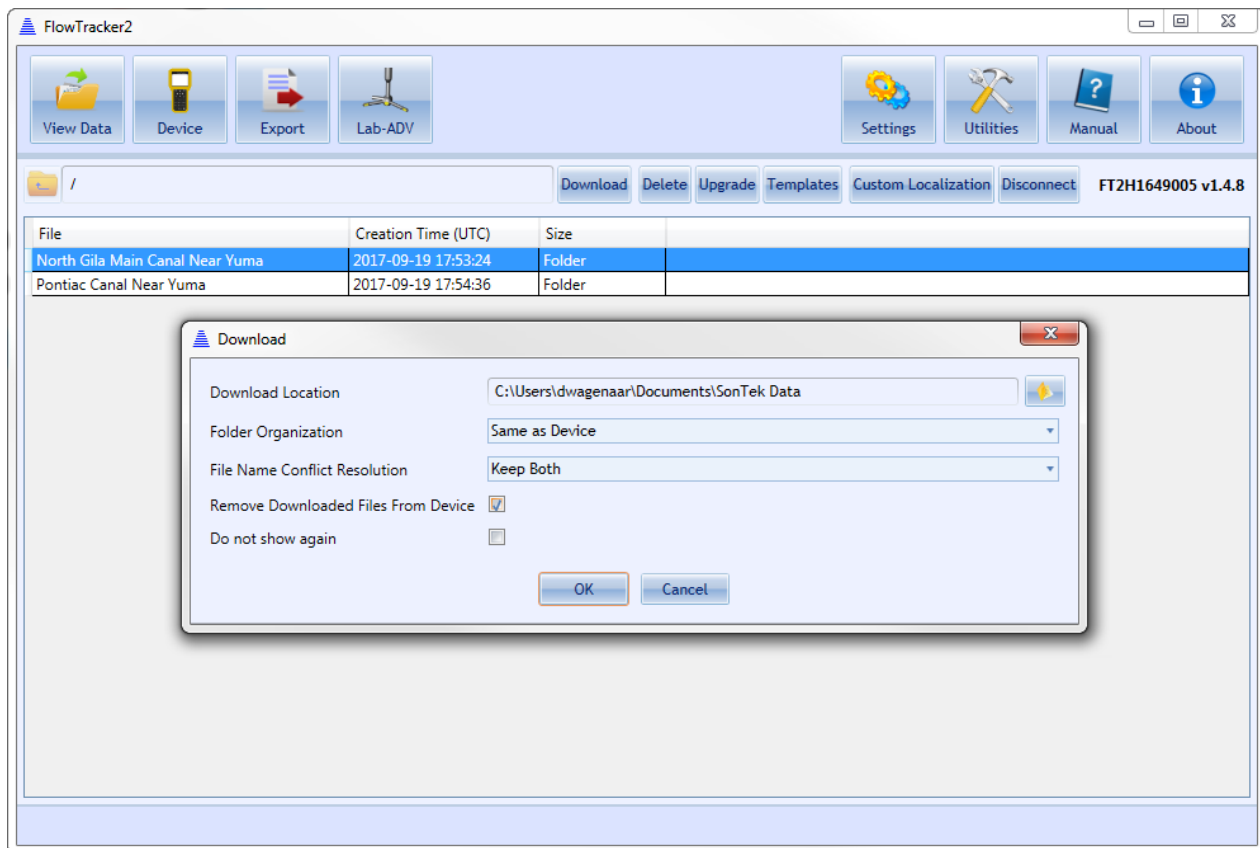 FlowTracker2
View Data Device Export Lab-ADV Settings Utilities Manual About
/ Download Delete Upgrade Templates Custom Localization Disconnect FT2H1649005 v1.4.8
File Creation Time (UTC) Size
North Gila Main Canal Near Yuma 2017-09-19 17:53:24 Folder
Pontiac Canal Near Yuma 2017-09-19 17:54:36 Folder
Download
Download Location C:\Users\dwagenaar\Documents\SonTek Data
Folder Organization Same as Device
File Name Conflict Resolution Keep Both
Remove Downloaded Files From Device
Do not show again
OK Cancel